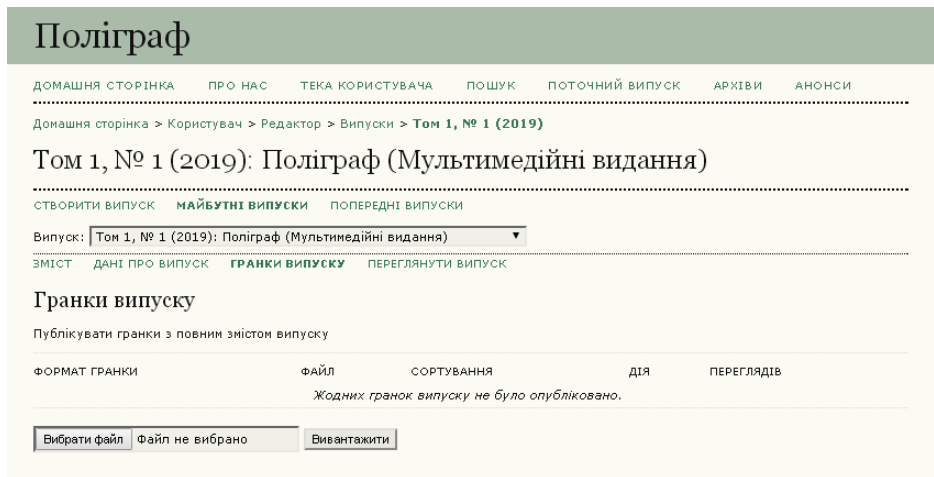 Поліграф
ДОМАШНЯ СТОРІНКА ПРО НАС ТЕКА КОРИСТУВАЧА ПОШУК ПОТОЧНИЙ ВИПУСК АРХІВИ АНОНСИ
Домашня сторінка > Користувач > Редактор > Випуски > Том 1, № 1 (2019)
Том 1, № 1 (2019): Поліграф (Мультимедійні видання)
СТВОРИТИ ВИПУСК МАЙБУТНІ ВИПУСКИ ПОПЕРЕДНІ ВИПУСКИ
Випуск: Том 1, № 1 (2019): Поліграф (Мультимедійні видання)
ЗМІСТ ДАНІ ПРО ВИПУСК ГРАНКИ ВИПУСКУ ПЕРЕГЛЯНУТИ ВИПУСК
Гранки випуску
Публікувати гранки з повним змістом випуску
ФОРМАТ ГРАНКИ ФАЙЛ СОРТУВАННЯ ДІЯ ПЕРЕГЛЯДІВ
Жодних гранок випуску не було опубліковано.
Вибрати файл Файл не вибрано Вивантажити